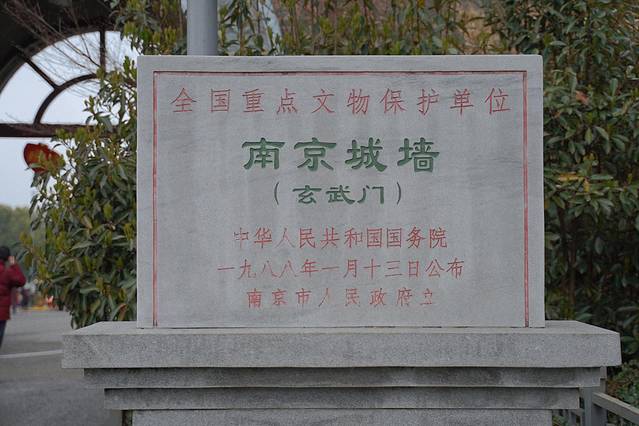 全国重点文物保护单位
南京城墙
（玄武门）
中华人民共和国国务院
一九八八年一月十三日公布
南京市人民政府立